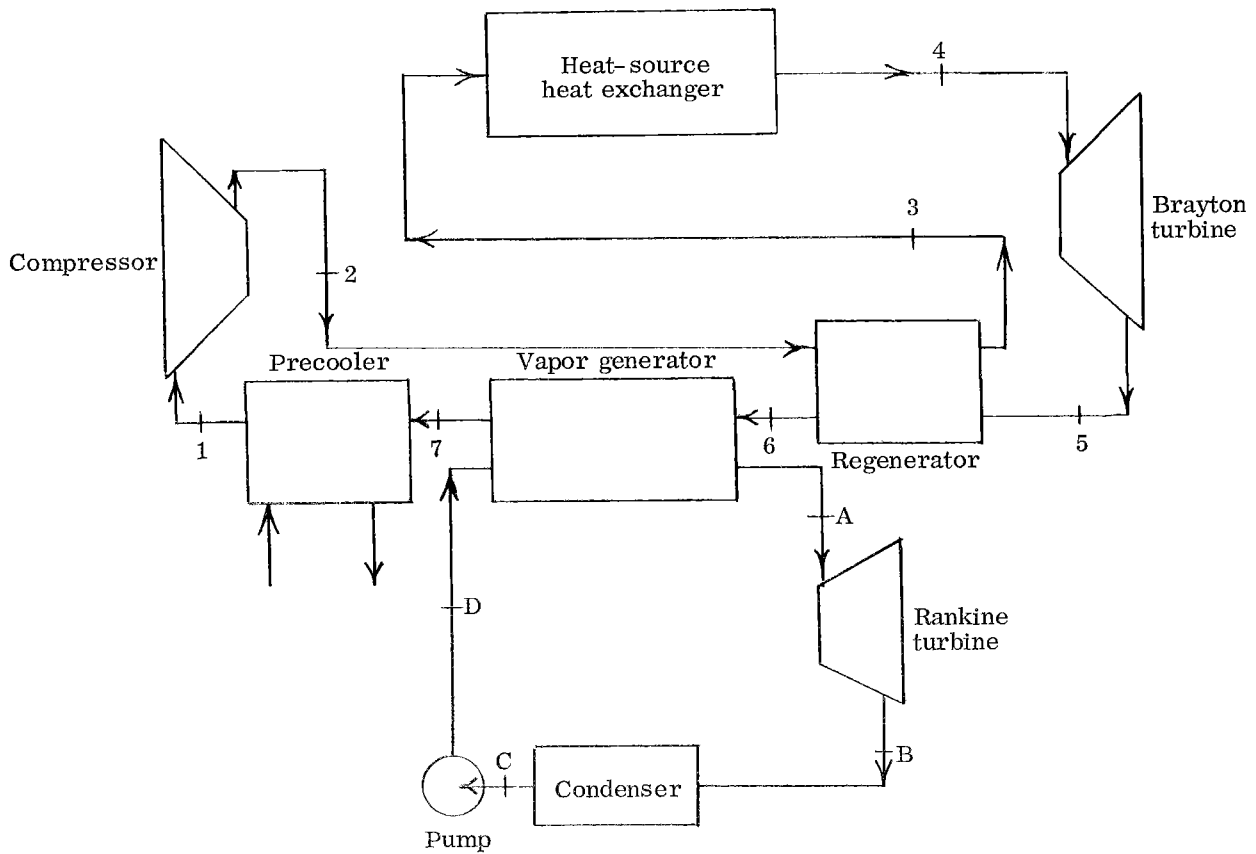 Heat-source
heat exchanger
4
Brayton
turbine
3
Compressor
2
Precooler
Vapor generator
1
7
6
5
Regenerator
A
D
Rankine
turbine
B
C
Condenser
Pump